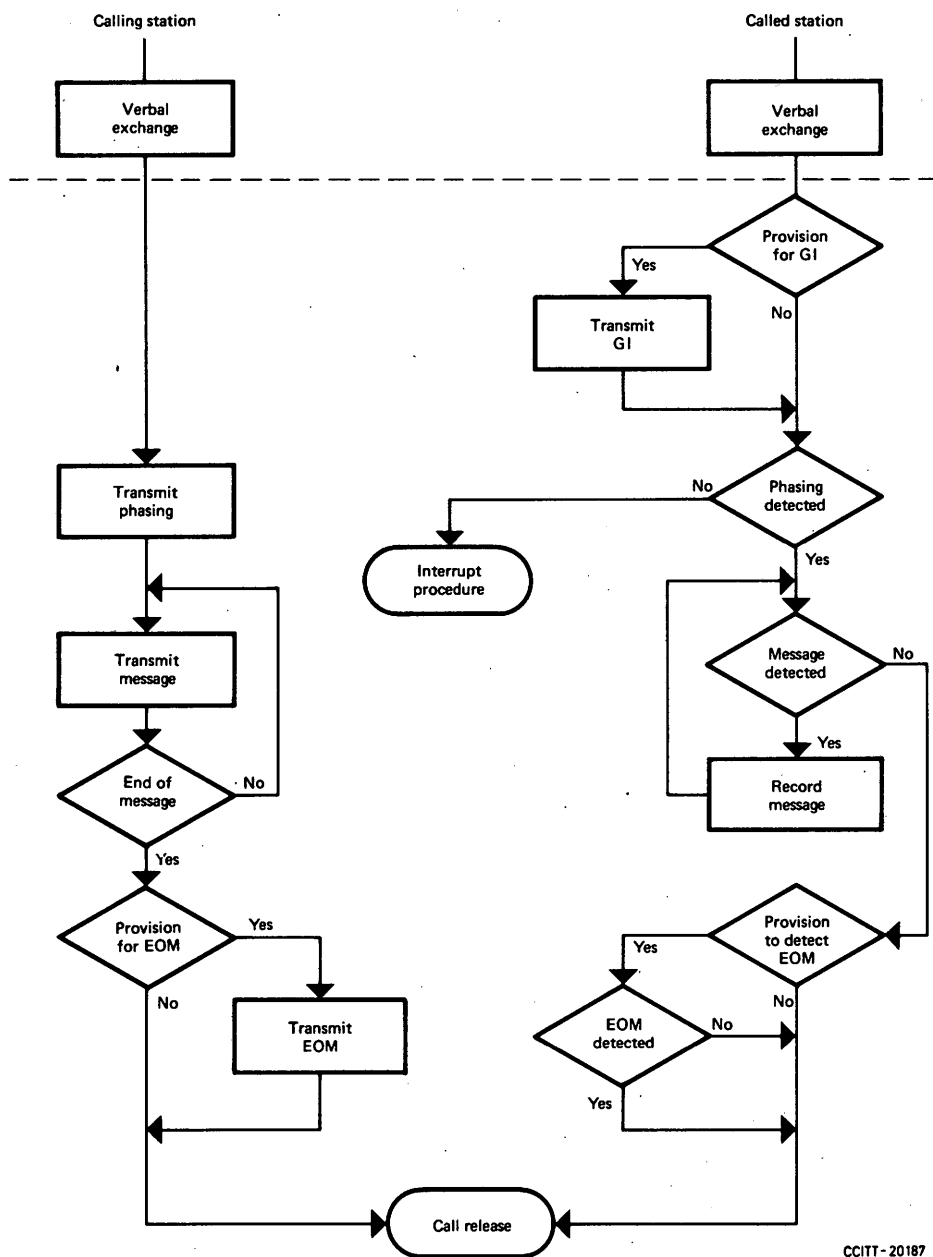 Calling station
Called station
Verbal
exchange
Verbal
exchange
Provision
for GI
Yes
No
Transmit
GI
Transmit
phasing
No
Phasing
detected
Yes
Interrupt
procedure
Transmit
message
Message
detected
No
Yes
End of
message
No
Record
message
Yes
Provision
for EOM
Yes
No
Provision
to detect
EOM
Yes
No
Transmit
EOM
EOM
detected
No
Yes
Call release
CCITT - 20187